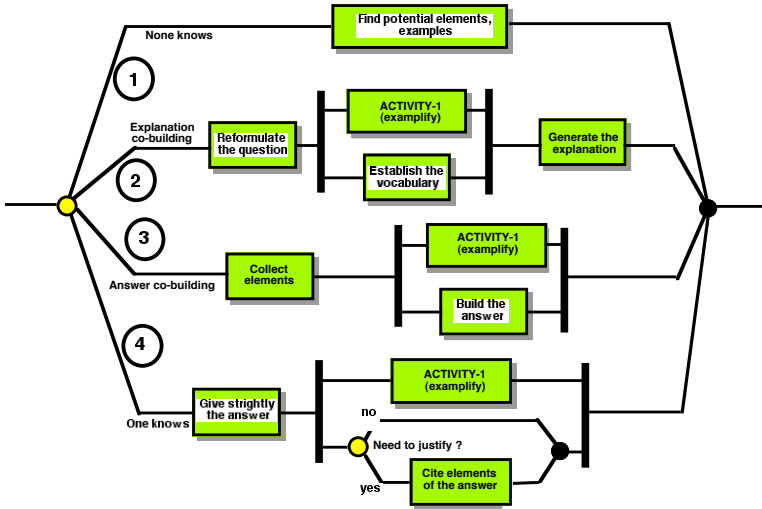 None knows
Find potential elements,
examples
1
Explanation
co-building
2
Reformulate
the question
ACTIVITY-1
(examplify)
Establish the
vocabulary
Generate the
explanation
3
Answer co-building
Collect
elements
ACTIVITY-1
(examplify)
Build the
answer
4
One knows
Give strightly
the answer
ACTIVITY-1
(examplify)
no
Need to justify ?
yes
Cite elements
of the answer